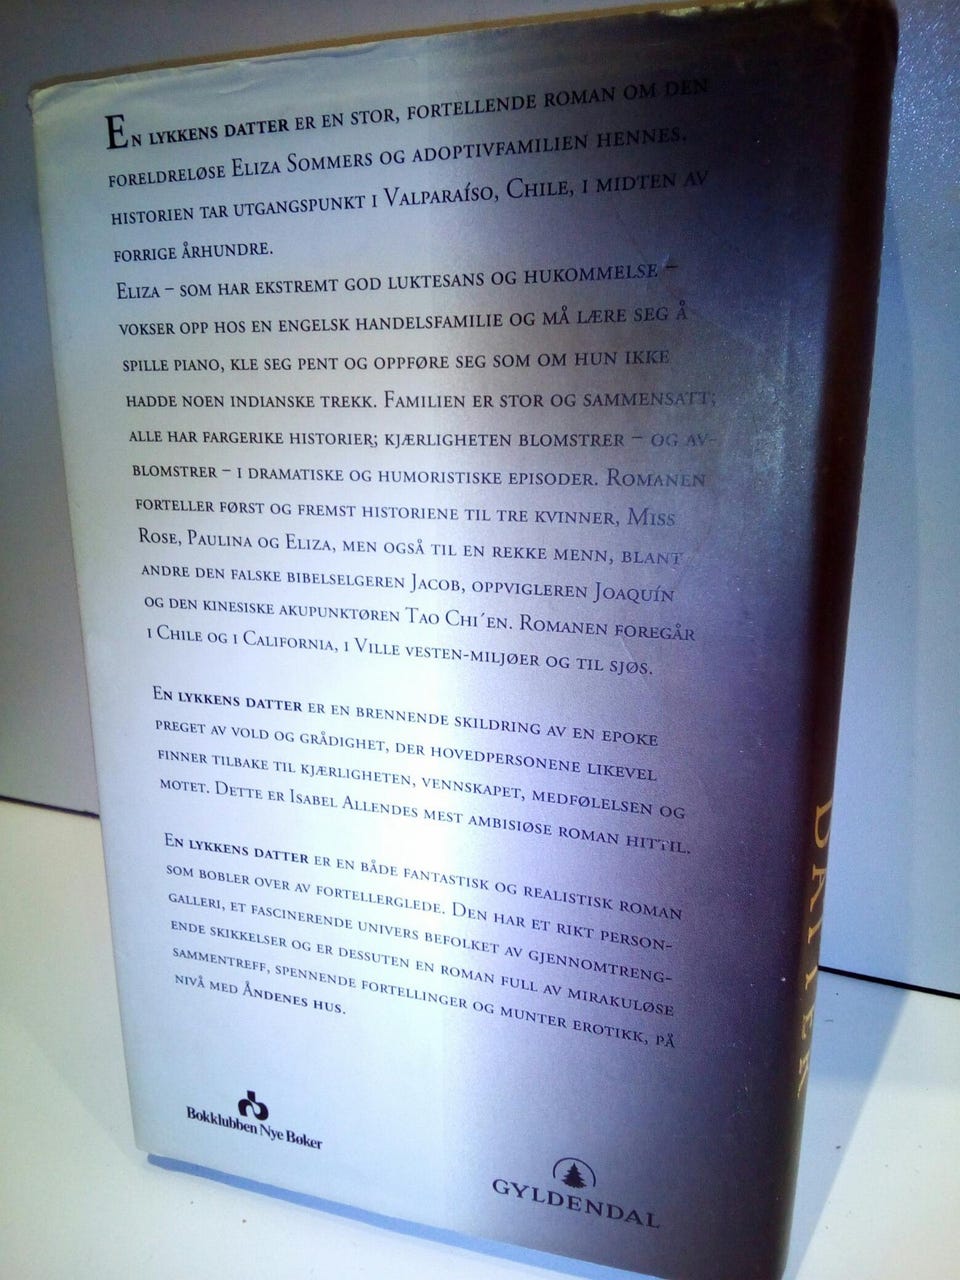 En lykkens datter er en stor, fortellende roman om den
foreldreløse Eliza Sommers og adoptivfamilien hennes.
historien tar utgangspunkt i Valparaíso, Chile, i midten av
forrige århundre.
Eliza – som har ekstremt god luktesans og hukommelse –
vokser opp hos en engelsk handelsfamilie og må lære seg å
spille piano, kle seg pent og oppføre seg som om hun ikke
hadde noen indianske trekk. Familien er stor og sammensatt;
alle har fargerike historier; kjærligheten blomstrer – og av-
blomstrer – i dramatiske og humoristiske episoder. Romanen
forteller først og fremst historiene til tre kvinner, Miss
Rose, Paulina og Eliza, men også til en rekke menn, blant
andre den falske bibelselgeren Jacob, oppvigleren Joaquín
og den kinesiske akupunktøren Tao Chi´en. Romanen foregår
i Chile og i California, i Ville vesten-miljøer og til sjøs.
En lykkens datter er en brennende skildring av en epoke
preget av vold og grådighet, der hovedpersonene likevel
finner tilbake til kjærligheten, vennskapet, medfølelsen og
motet. Dette er Isabel Allendes mest ambisiøse roman hittil.
En lykkens datter er en både fantastisk og realistisk roman
som bobler over av fortellerglede. Den har et rikt person-
galleri, et fascinerende univers befolket av gjennomtreng-
ende skikkelser og er dessuten en roman full av mirakuløse
sammentreff, spennende fortellinger og munter erotikk, på
nivå med Åndenes hus.
Bokklubben Nye Bøker
GYLDENDAL
DATTER